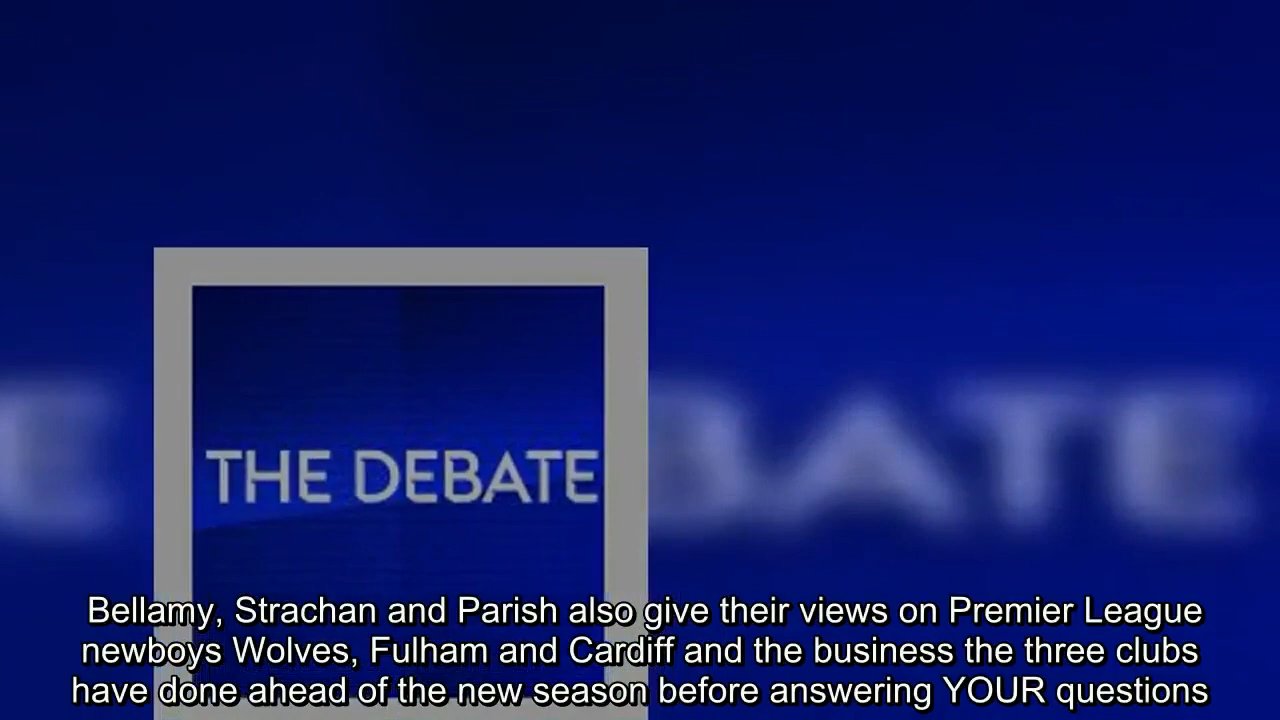 THE DEBATE
Bellamy, Strachan and Parish also give their views on Premier League
newboys Wolves, Fulham and Cardiff and the business the three clubs
have done ahead of the new season before answering YOUR questions